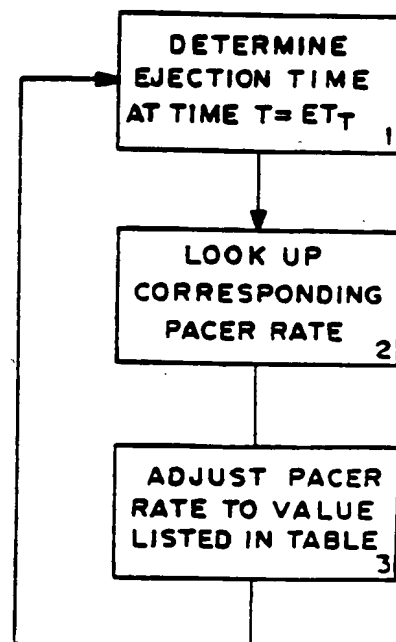 DETERMINE
EJECTION TIME
AT TIME T= ETT
1
LOOK UP
CORRESPONDING
PACER RATE
2
ADJUST PACER
RATE TO VALUE
LISTED IN TABLE
3